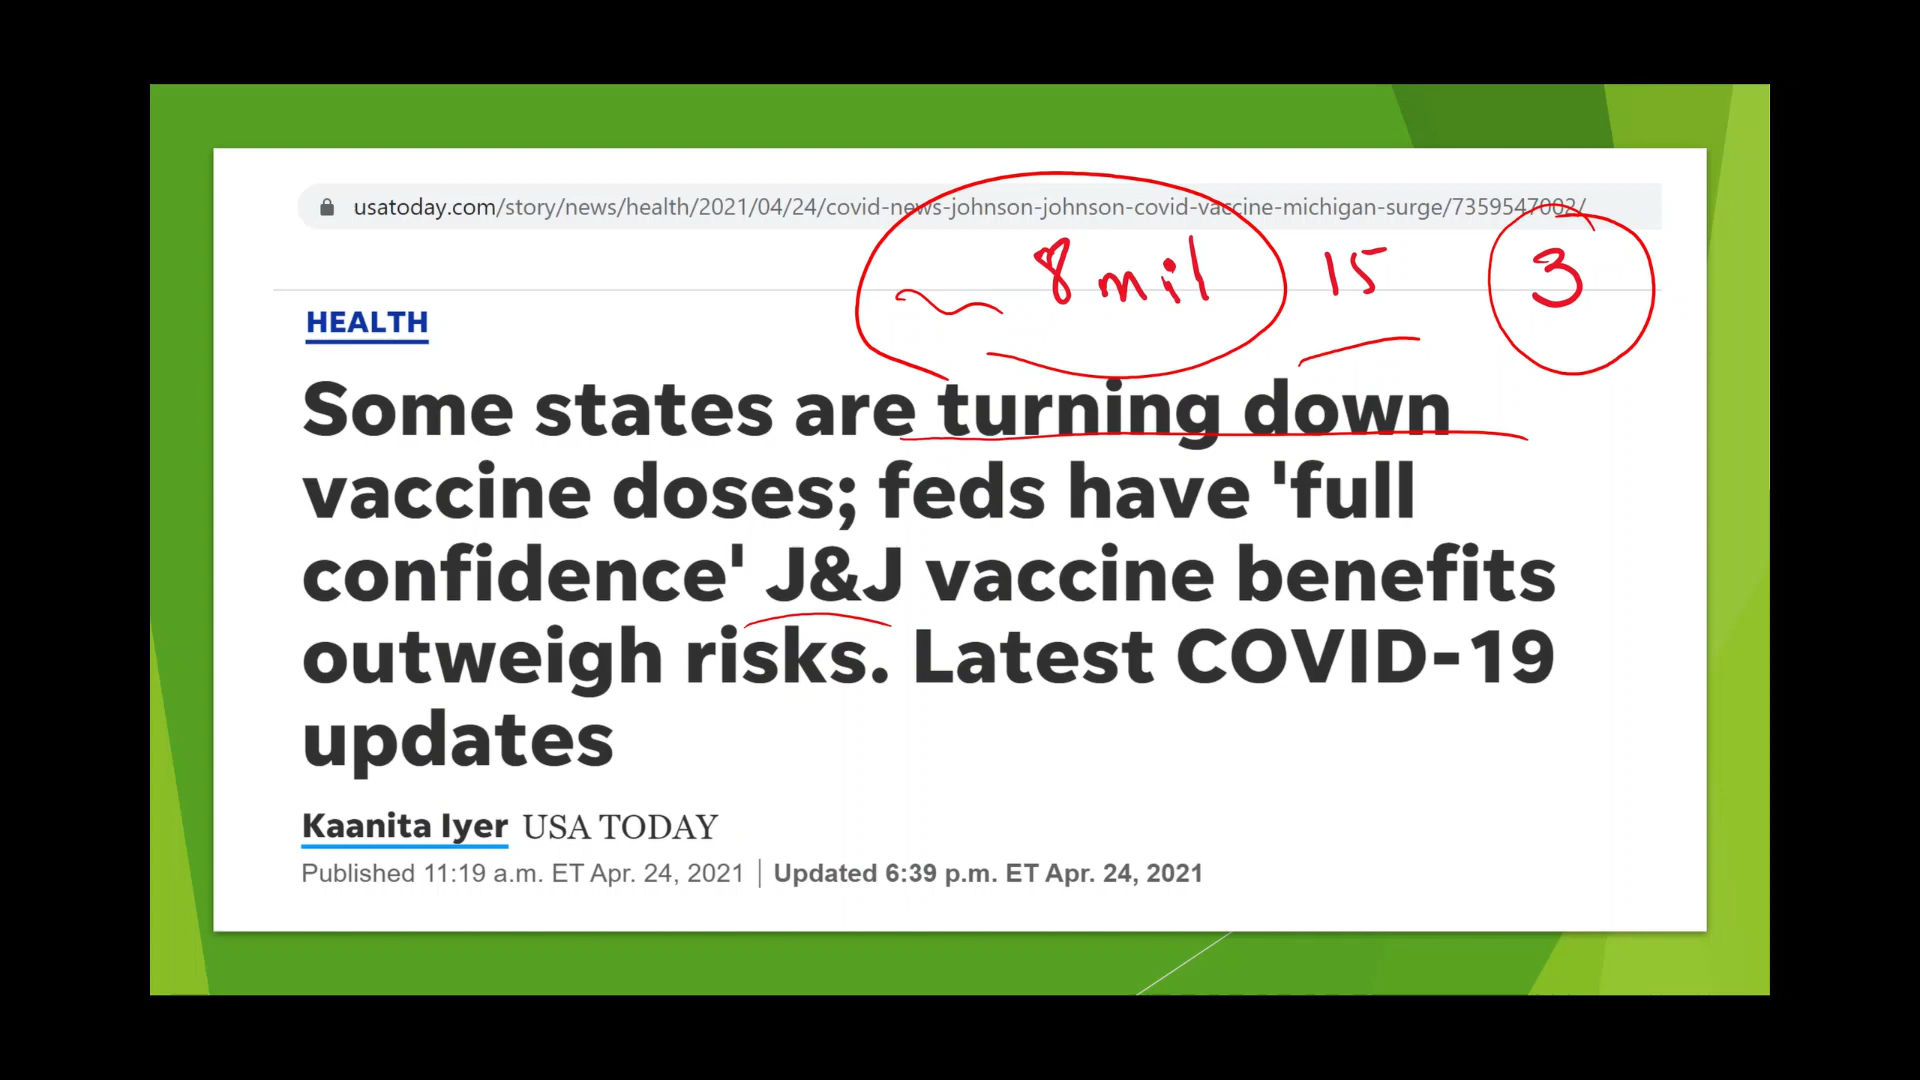 usatoday.com/story/news/health/2021/04/24/covid-news-johnson-johnson-covid-vaccine-michigan-surge/7359547002/
~ 8 mil 15 3
HEALTH
Some states are turning down
vaccine doses; feds have 'full
confidence' J&J vaccine benefits
outweigh risks. Latest COVID-19
updates
Kaanita Iyer USA TODAY
Published 11:19 a.m. ET Apr. 24, 2021 | Updated 6:39 p.m. ET Apr. 24, 2021